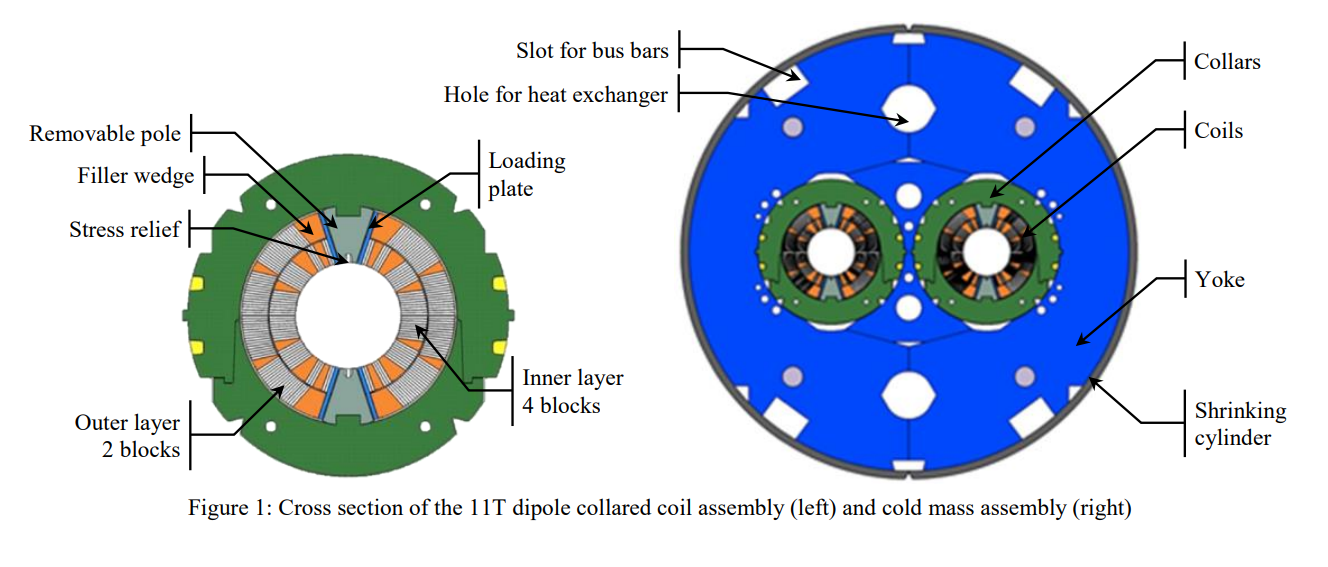 Removable pole
Filler wedge
Stress relief
Loading
plate
Outer layer
2 blocks
Inner layer
4 blocks
Slot for bus bars
Hole for heat exchanger
Collars
Coils
Yoke
Shrinking
cylinder
Figure 1: Cross section of the 11T dipole collared coil assembly (left) and cold mass assembly (right)